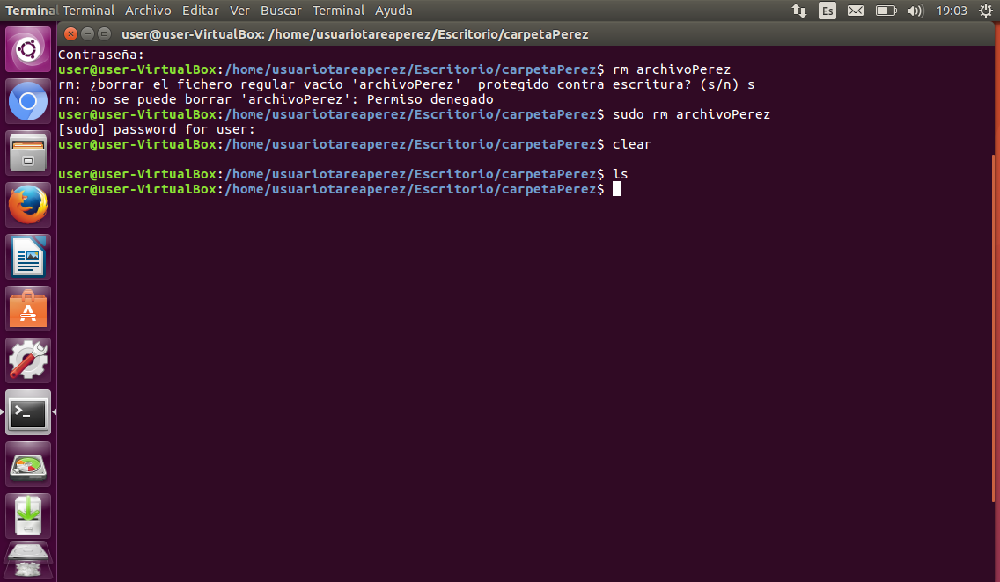 Terminal Terminal Archivo Editar Ver Buscar Terminal Ayuda Es 19:03
user@user-VirtualBox: /home/usuariotareaperez/Escritorio/carpetaPerez
Contraseña:
user@user-VirtualBox:/home/usuariotareaperez/Escritorio/carpetaPerez$ rm archivoPerez
rm: ¿borrar el fichero regular vacío 'archivoPerez'  protegido contra escritura? (s/n) s
rm: no se puede borrar 'archivoPerez': Permiso denegado
user@user-VirtualBox:/home/usuariotareaperez/Escritorio/carpetaPerez$ sudo rm archivoPerez
[sudo] password for user:
user@user-VirtualBox:/home/usuariotareaperez/Escritorio/carpetaPerez$ clear
user@user-VirtualBox:/home/usuariotareaperez/Escritorio/carpetaPerez$ ls
user@user-VirtualBox:/home/usuariotareaperez/Escritorio/carpetaPerez$